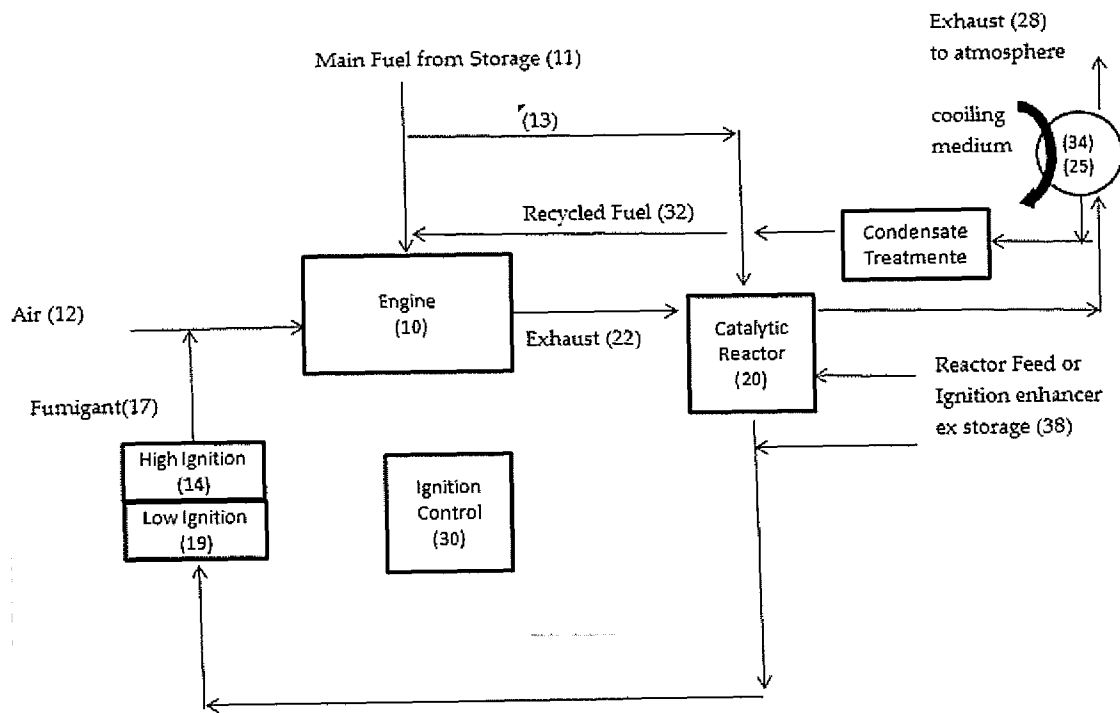 Exhaust (28)
to atmosphere
Main Fuel from Storage (11)
(13)
cooiling
medium
(34)
(25)
Recycled Fuel (32)
Condensate
Treatmente
Engine
(10)
Air (12)
Exhaust (22)
Catalytic
Reactor
(20)
Reactor Feed or
Ignition enhancer
ex storage (38)
Fumigant(17)
High Ignition
(14)
Low Ignition
(19)
Ignition
Control
(30)